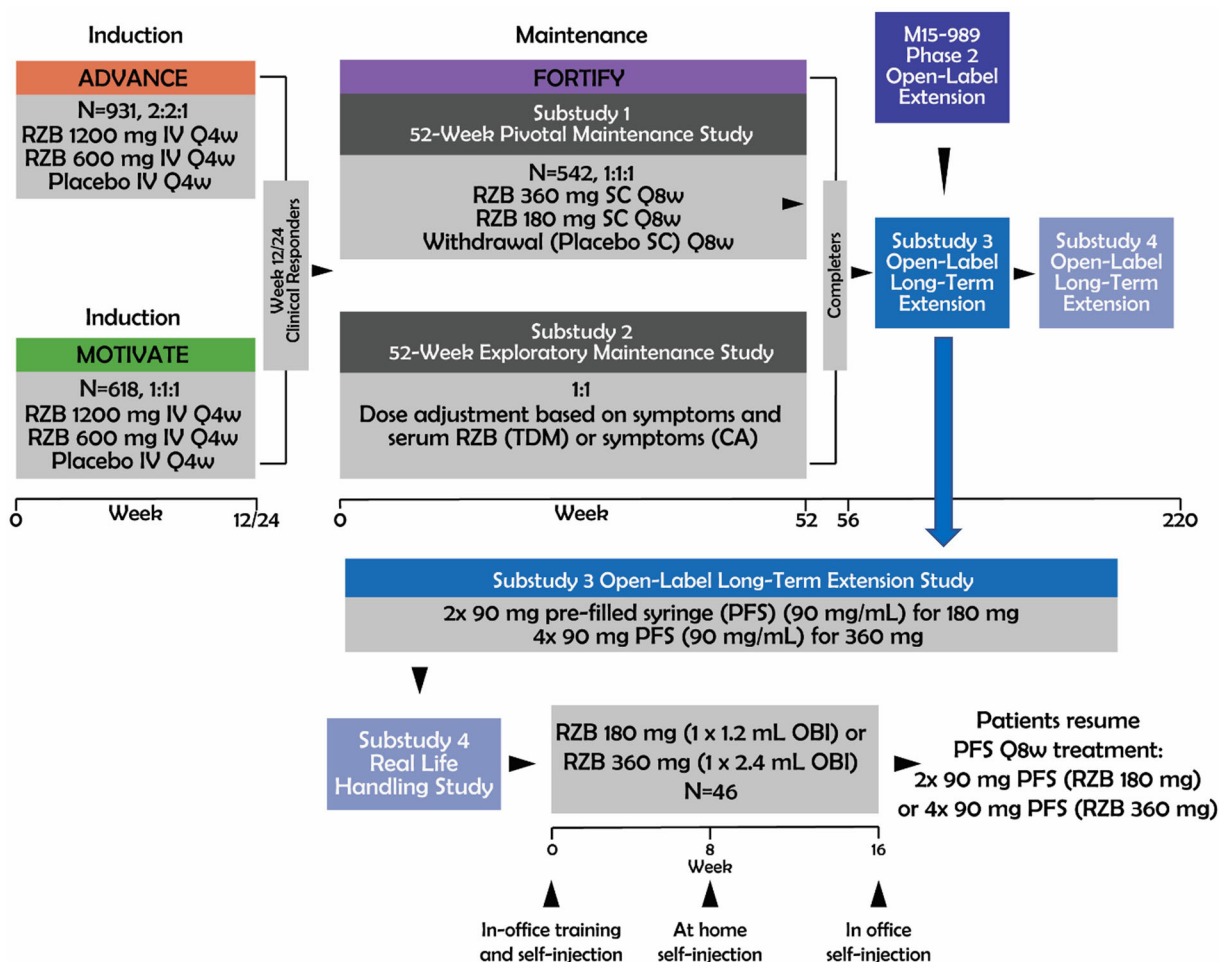 Induction
ADVANCE
N=931, 2:2:1
RZB 1200 mg IV Q4w
RZB 600 mg IV Q4w
Placebo IV Q4w
Induction
MOTIVATE
N=618, 1:1:1
RZB 1200 mg IV Q4w
RZB 600 mg IV Q4w
Placebo IV Q4w
Week 12/24
Clinical Responders
Maintenance
FORTIFY
Substudy 1
52-Week Pivotal Maintenance Study
N=542, 1:1:1
RZB 360 mg SC Q8w
RZB 180 mg SC Q8w
Withdrawal (Placebo SC) Q8w
Substudy 2
52-Week Exploratory Maintenance Study
1:1
Dose adjustment based on symptoms and
serum RZB (TDM) or symptoms (CA)
Completers
M15-989
Phase 2
Open-Label
Extension
Substudy 3
Open-Label
Long-Term
Extension
Substudy 4
Open-Label
Long-Term
Extension
0 Week 12/24
0 Week 52 56 220
Substudy 3 Open-Label Long-Term Extension Study
2x 90 mg pre-filled syringe (PFS) (90 mg/mL) for 180 mg
4x 90 mg PFS (90 mg/mL) for 360 mg
Substudy 4
Real Life
Handling Study
RZB 180 mg (1 x 1.2 mL OBI) or
RZB 360 mg (1 x 2.4 mL OBI)
N=46
Patients resume
PFS Q8w treatment:
2x 90 mg PFS (RZB 180 mg)
or 4x 90 mg PFS (RZB 360 mg)
0 8 16
Week
In-office training
and self-injection
At home
self-injection
In office
self-injection